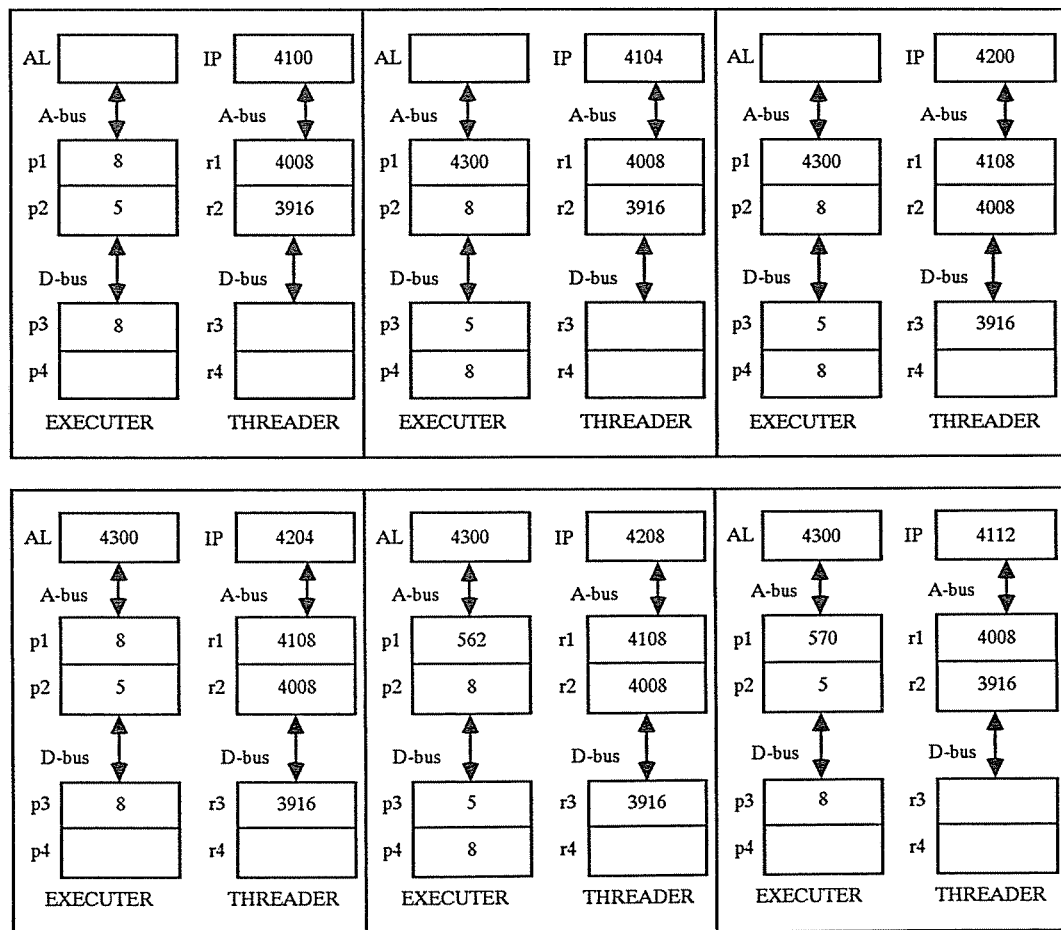 AL IP 4100
A-bus A-bus
p1 8 r1 4008
p2 5 r2 3916
D-bus D-bus
p3 8 r3
p4 r4
EXECUTER THREADER
AL IP 4104
A-bus A-bus
p1 4300 r1 4008
p2 8 r2 3916
D-bus D-bus
p3 5 r3
p4 8 r4
EXECUTER THREADER
AL IP 4200
A-bus A-bus
p1 4300 r1 4108
p2 8 r2 4008
D-bus D-bus
p3 5 r3 3916
p4 8 r4
EXECUTER THREADER
AL 4300 IP 4204
A-bus A-bus
p1 8 r1 4108
p2 5 r2 4008
D-bus D-bus
p3 8 r3 3916
p4 r4
EXECUTER THREADER
AL 4300 IP 4208
A-bus A-bus
p1 562 r1 4108
p2 8 r2 4008
D-bus D-bus
p3 5 r3 3916
p4 8 r4
EXECUTER THREADER
AL 4300 IP 4112
A-bus A-bus
p1 570 r1 4008
p2 5 r2 3916
D-bus D-bus
p3 8 r3
p4 r4
EXECUTER THREADER